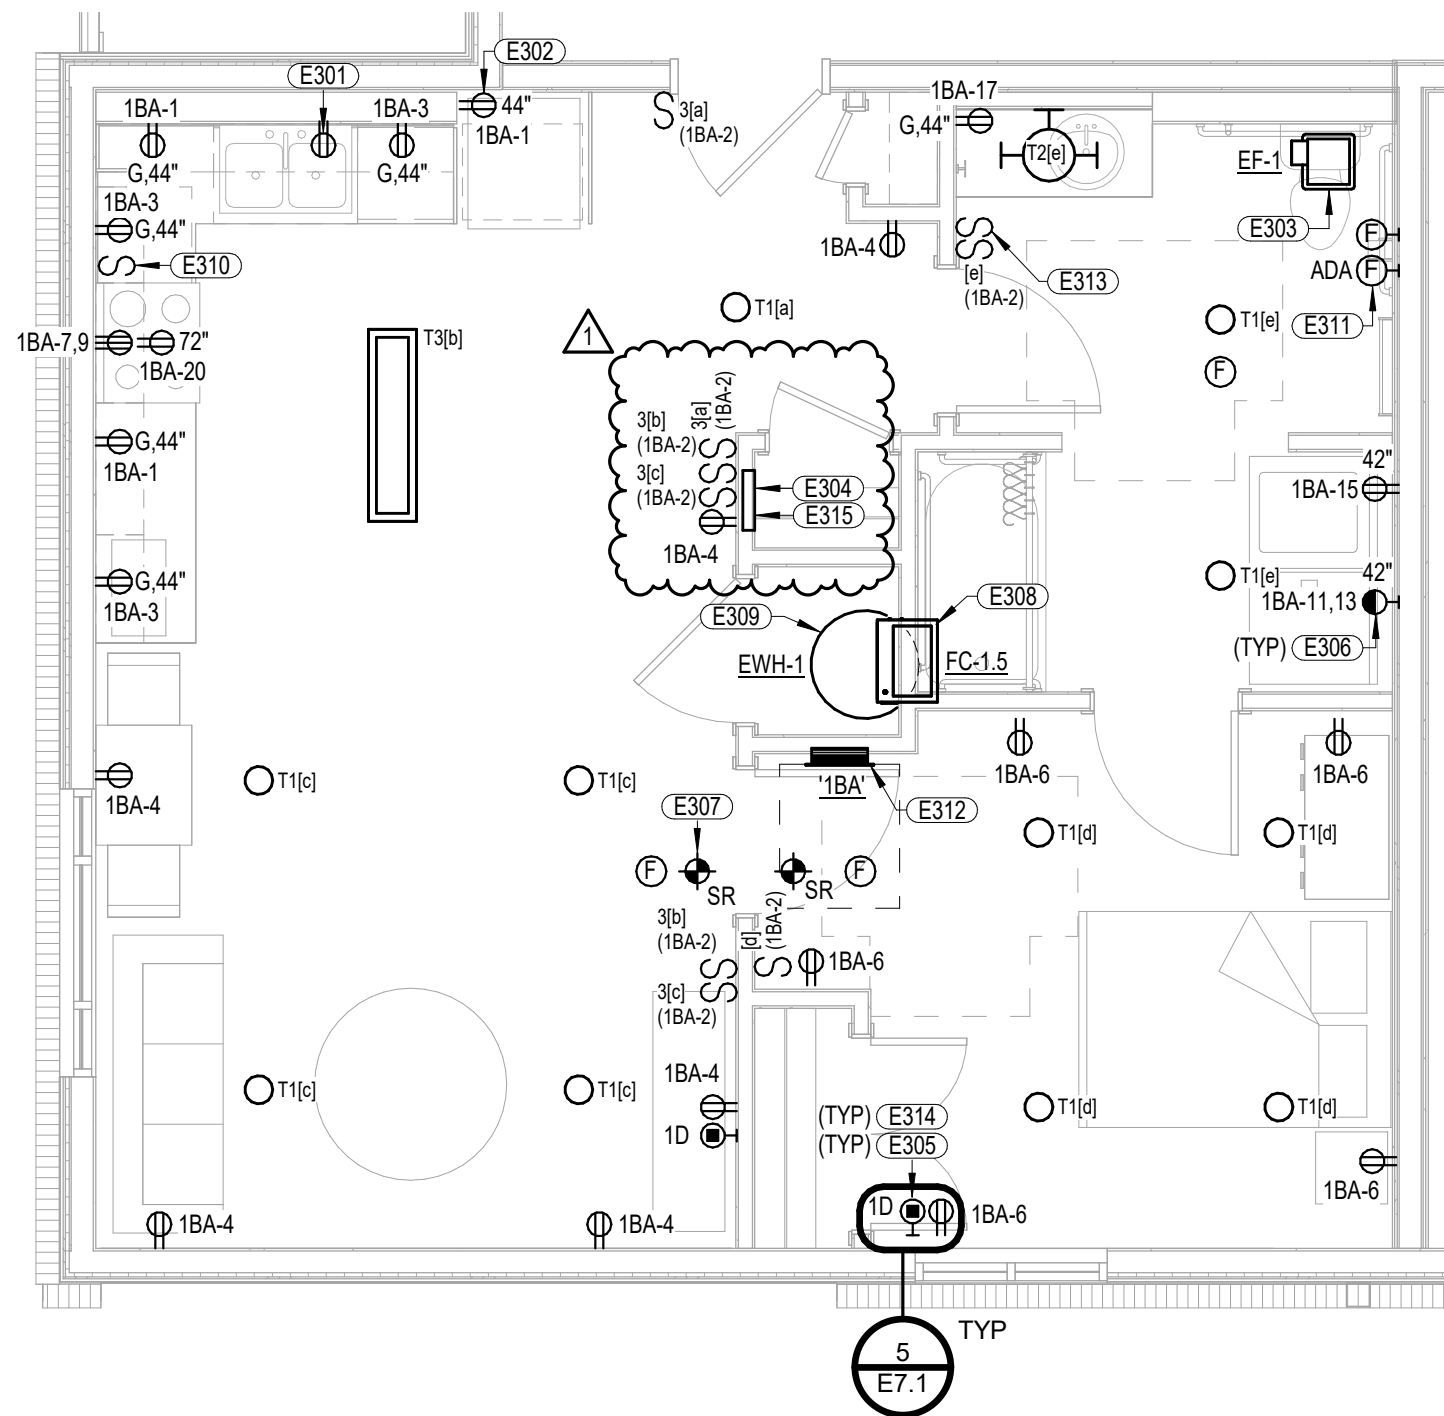 E302
E301
1BA-1
1BA-3
44"
1BA-1
3[a]
(1BA-2)
1BA-17
G,44"
T2[e]
EF-1
G,44"
G,44"
1BA-3
G,44"
E310
1BA-4
E303
F
[e]
(1BA-2)
E313
ADA
F
T1[a]
T1[e]
E311
1
1BA-7,9
72"
1BA-20
T3[b]
F
3[b]
(1BA-2)
3[a]
(1BA-2)
G,44"
1BA-1
3[c]
(1BA-2)
E304
E315
42"
1BA-15
1BA-4
G,44"
1BA-3
T1[e]
42"
1BA-11,13
E308
E309
(TYP)
E306
EWH-1
FC-1.5
1BA-4
T1[c]
T1[c]
'1BA'
1BA-6
1BA-6
E307
E312
T1[d]
T1[d]
F
SR
SR
F
3[b]
(1BA-2)
[d]
(1BA-2)
1BA-6
3[c]
(1BA-2)
T1[c]
T1[c]
1BA-4
T1[d]
T1[d]
1D
(TYP)
E314
(TYP)
E305
1BA-6
1BA-4
1BA-4
1D
1BA-6
TYP
5
E7.1